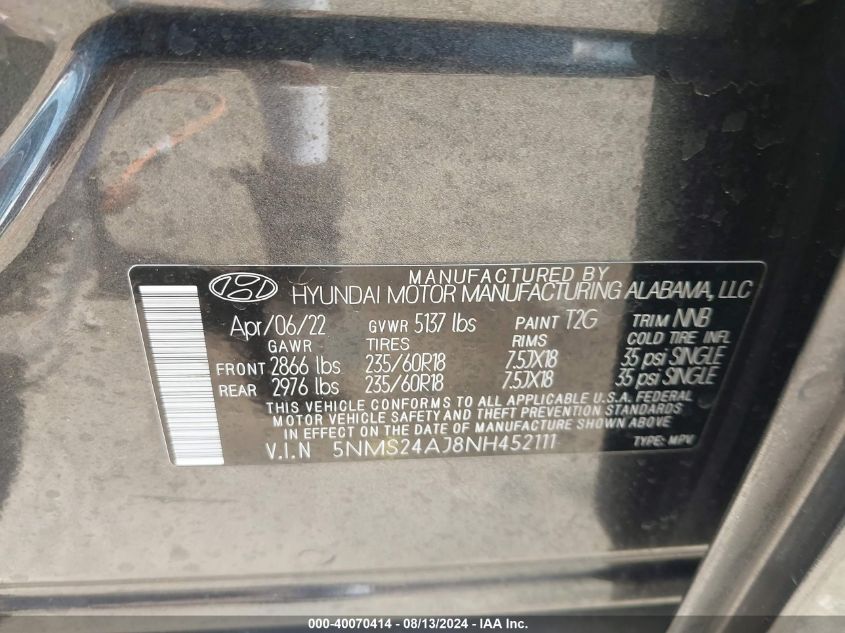 MANUFACTURED BY
HYUNDAI MOTOR MANUFACTURING ALABAMA, LLC
Apr/06/22 GVWR 5137 lbs PAINT T2G TRIM NNB
GAWR TIRES RIMS COLD TIRE INFL
FRONT 2866 lbs 235/60R18 7.5JX18 35 psi SINGLE
REAR 2976 lbs 235/60R18 7.5JX18 35 psi SINGLE
THIS VEHICLE CONFORMS TO ALL APPLICABLE U.S.A. FEDERAL
MOTOR VEHICLE SAFETY AND THEFT PREVENTION STANDARDS
IN EFFECT ON THE DATE OF MANUFACTURE SHOWN ABOVE
V.I.N 5NMS24AJ8NH452111 TYPE: MPV
000-40070414 - 08/13/2024 - IAA Inc.